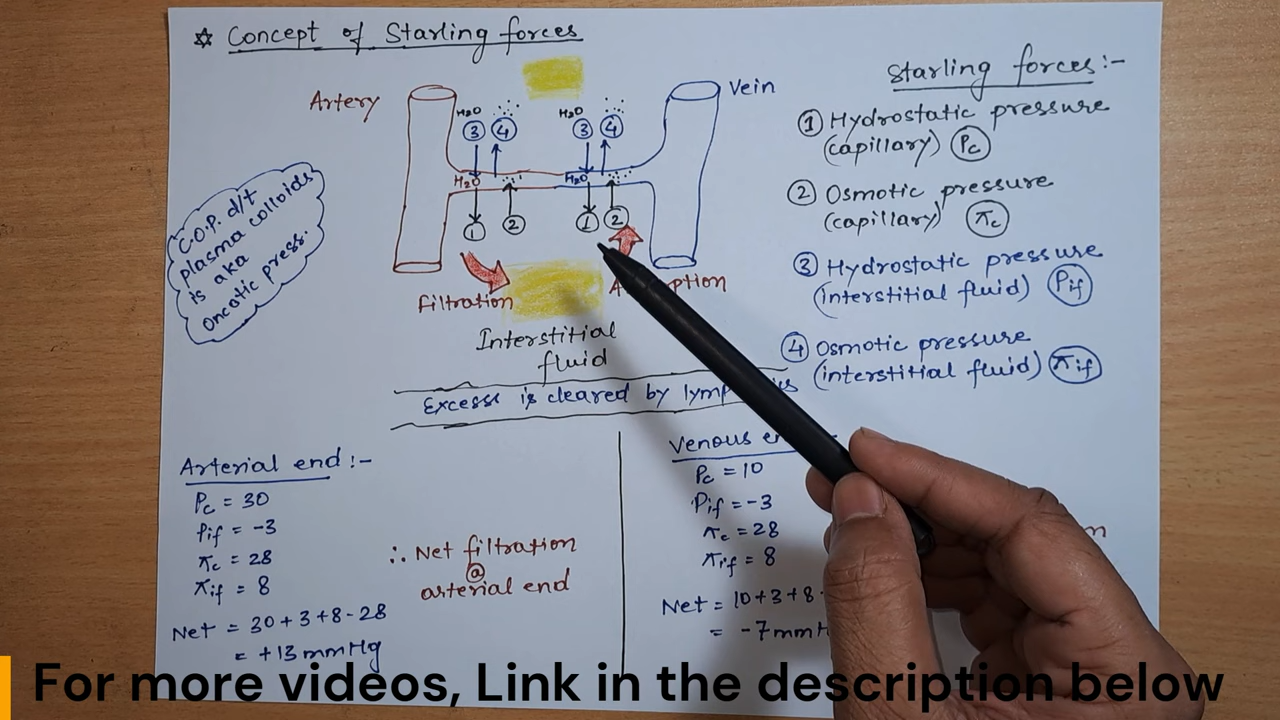 ☆ Concept of Starling forces
Artery
Vein
H₂O
③ ④
H₂O
③ ④
H₂O
H₂O
① ②
① ②
Filtration
Interstitial
fluid
Excess is cleared by
C.O.P. d/t
plasma colloids
is aka
oncotic press.
Starling forces:-
① Hydrostatic pressure
(capillary) Pc
② Osmotic pressure
(capillary) πc
③ Hydrostatic pressure
(interstitial fluid) Pif
④ Osmotic pressure
(interstitial fluid) πif
Arterial end :-
Pc = 30
Pif = -3
πc = 28
πif = 8
Net = 30+3+8-28
= +13 mmHg
∴ Net filtration
@
arterial end
Venous
Pc = 10
Pif = -3
πc = 28
πif = 8
Net = 10+3+8-
= -7 mmH
For more videos, Link in the description below